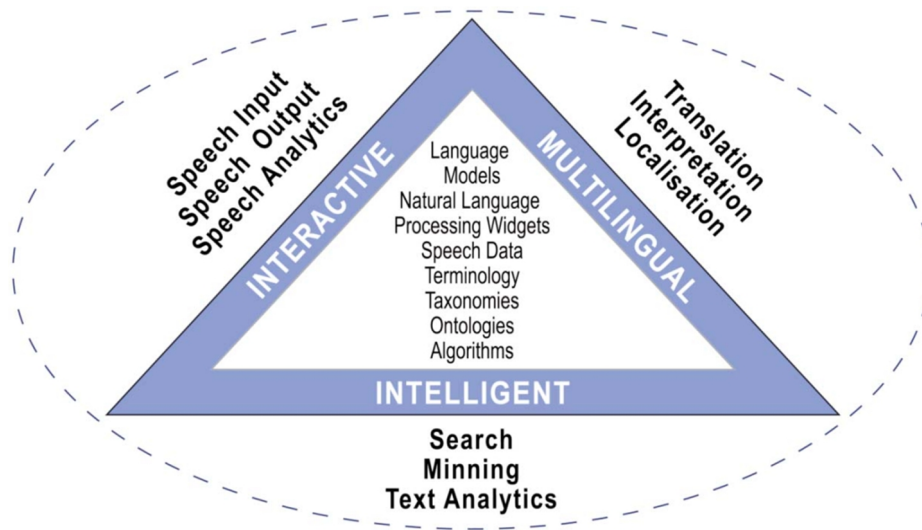 Speech Input
Speech Output
Speech Analytics
INTERACTIVE
Translation
Interpretation
Localisation
MULTILINGUAL
Language
Models
Natural Language
Processing Widgets
Speech Data
Terminology
Taxonomies
Ontologies
Algorithms
INTELLIGENT
Search
Minning
Text Analytics